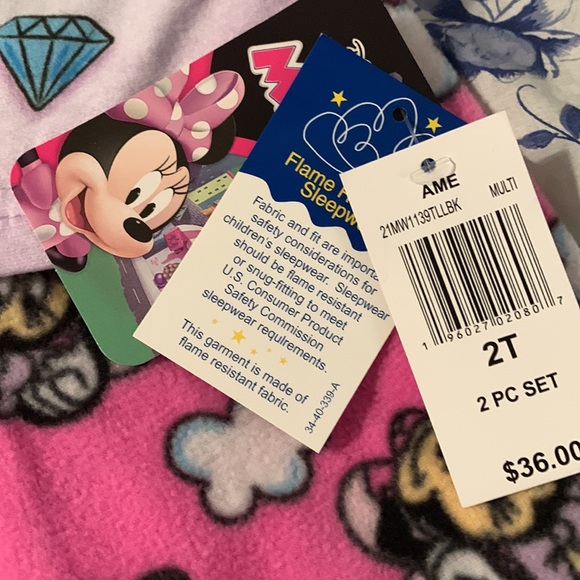 Flame
Sleepwear
Fabric and fit are important
safety considerations for
children's sleepwear. Sleepwear
should be flame resistant
or snug-fitting to meet
U.S. Consumer Product
Safety Commission
sleepwear requirements.
This garment is made of
flame resistant fabric.
34-40-339-A
AME
21MW1139TLLBK MULTI
1 96027 02080 7
2T
2 PC SET
$36.00